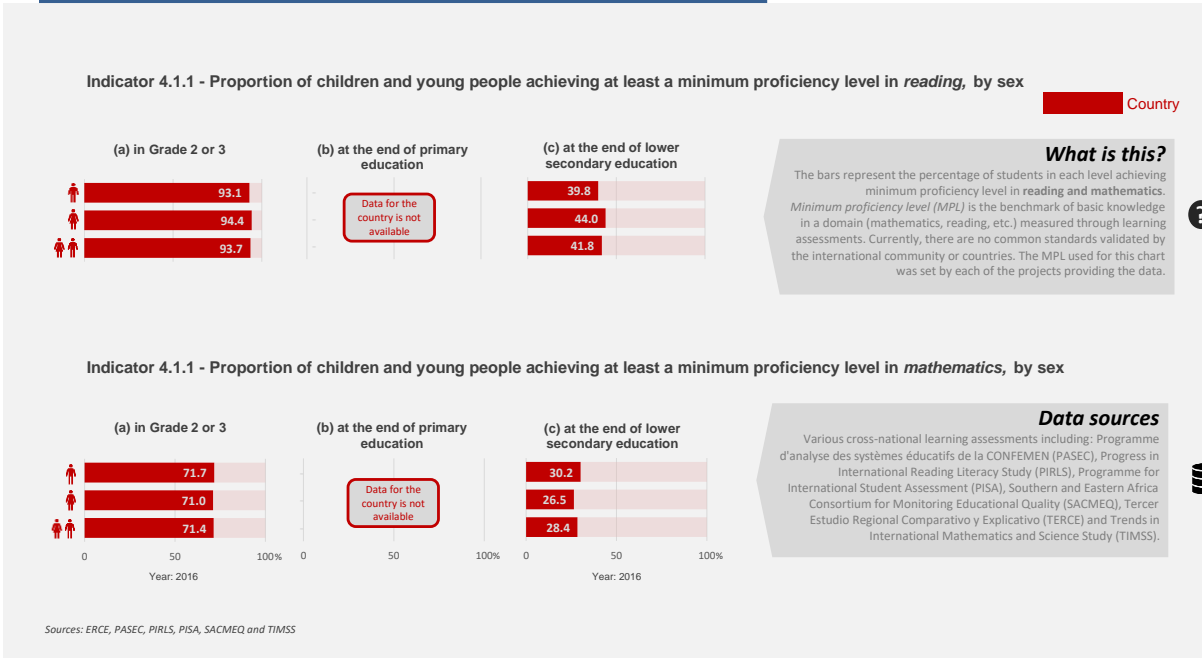 Indicator 4.1.1 - Proportion of children and young people achieving at least a minimum proficiency level in reading, by sex
Country
(a) in Grade 2 or 3
93.1
94.4
93.7
(b) at the end of primary
education
Data for the
country is not
available
(c) at the end of lower
secondary education
39.8
44.0
41.8
What is this?
The bars represent the percentage of students in each level achieving
minimum proficiency level in reading and mathematics.
Minimum proficiency level (MPL) is the benchmark of basic knowledge
in a domain (mathematics, reading, etc.) measured through learning
assessments. Currently, there are no common standards validated by
the international community or countries. The MPL used for this chart
was set by each of the projects providing the data.
?
Indicator 4.1.1 - Proportion of children and young people achieving at least a minimum proficiency level in mathematics, by sex
(a) in Grade 2 or 3
71.7
71.0
71.4
0 50 100%
Year: 2016
(b) at the end of primary
education
Data for the
country is not
available
0 50 100%
(c) at the end of lower
secondary education
30.2
26.5
28.4
0 50 100%
Year: 2016
Data sources
Various cross-national learning assessments including: Programme
d'analyse des systèmes éducatifs de la CONFEMEN (PASEC), Progress in
International Reading Literacy Study (PIRLS), Programme for
International Student Assessment (PISA), Southern and Eastern Africa
Consortium for Monitoring Educational Quality (SACMEQ), Tercer
Estudio Regional Comparativo y Explicativo (TERCE) and Trends in
International Mathematics and Science Study (TIMSS).
Sources: ERCE, PASEC, PIRLS, PISA, SACMEQ and TIMSS